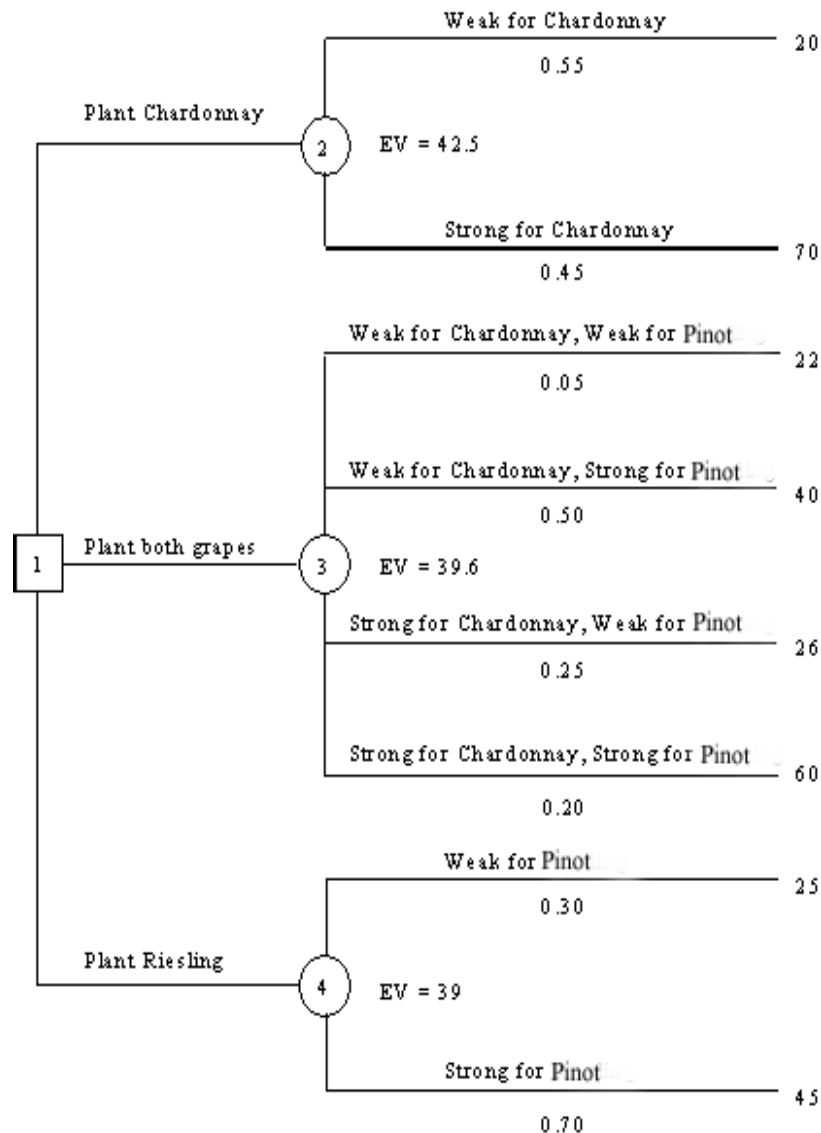 Weak for Chardonnay
20
0.55
Plant Chardonnay
2
EV = 42.5
Strong for Chardonnay
70
0.45
Weak for Chardonnay, Weak for Pinot
22
0.05
Weak for Chardonnay, Strong for Pinot
40
0.50
Plant both grapes
1
3
EV = 39.6
Strong for Chardonnay, Weak for Pinot
26
0.25
Strong for Chardonnay, Strong for Pinot
60
0.20
Weak for Pinot
25
0.30
Plant Riesling
4
EV = 39
Strong for Pinot
45
0.70